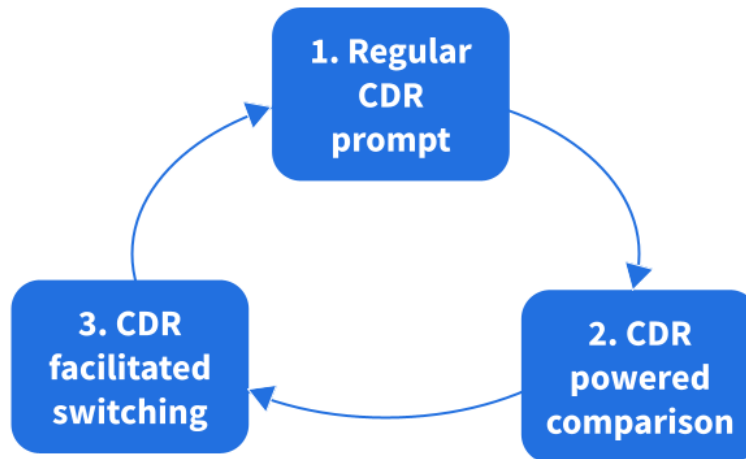 1. Regular
CDR
prompt
2. CDR
powered
comparison
3. CDR
facilitated
switching